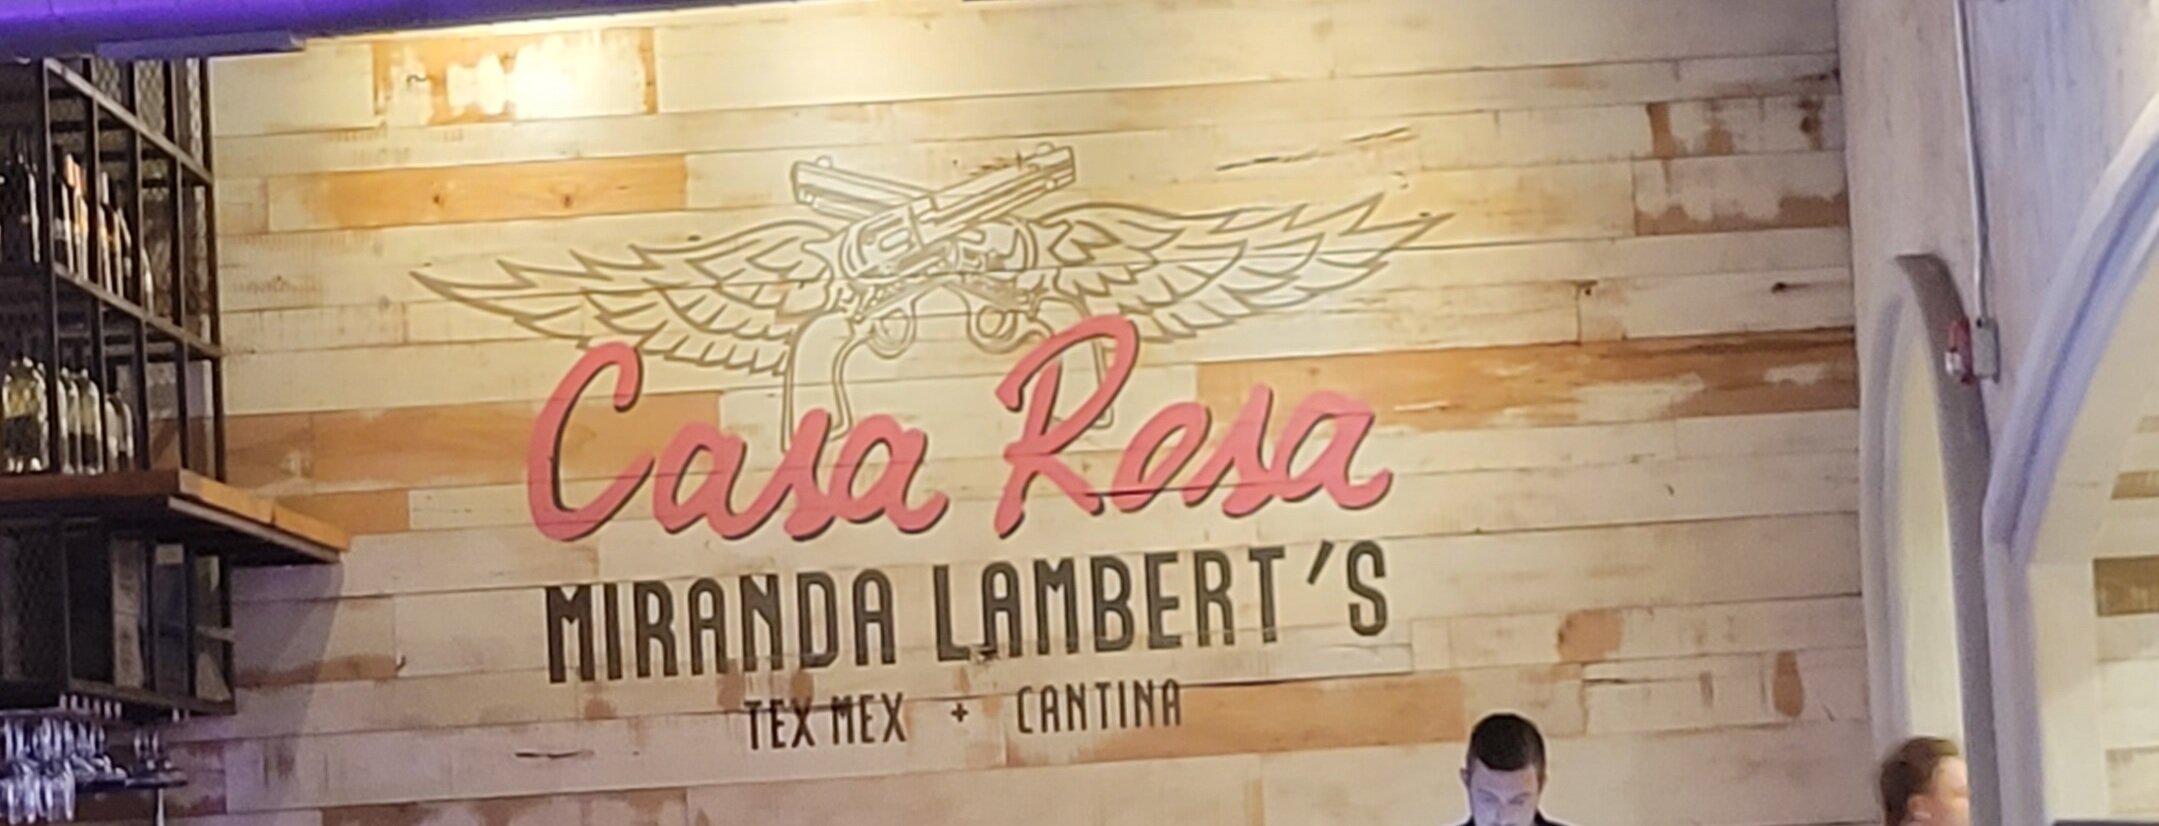 Casa Rosa
MIRANDA LAMBERT'S
TEX MEX + CANTINA